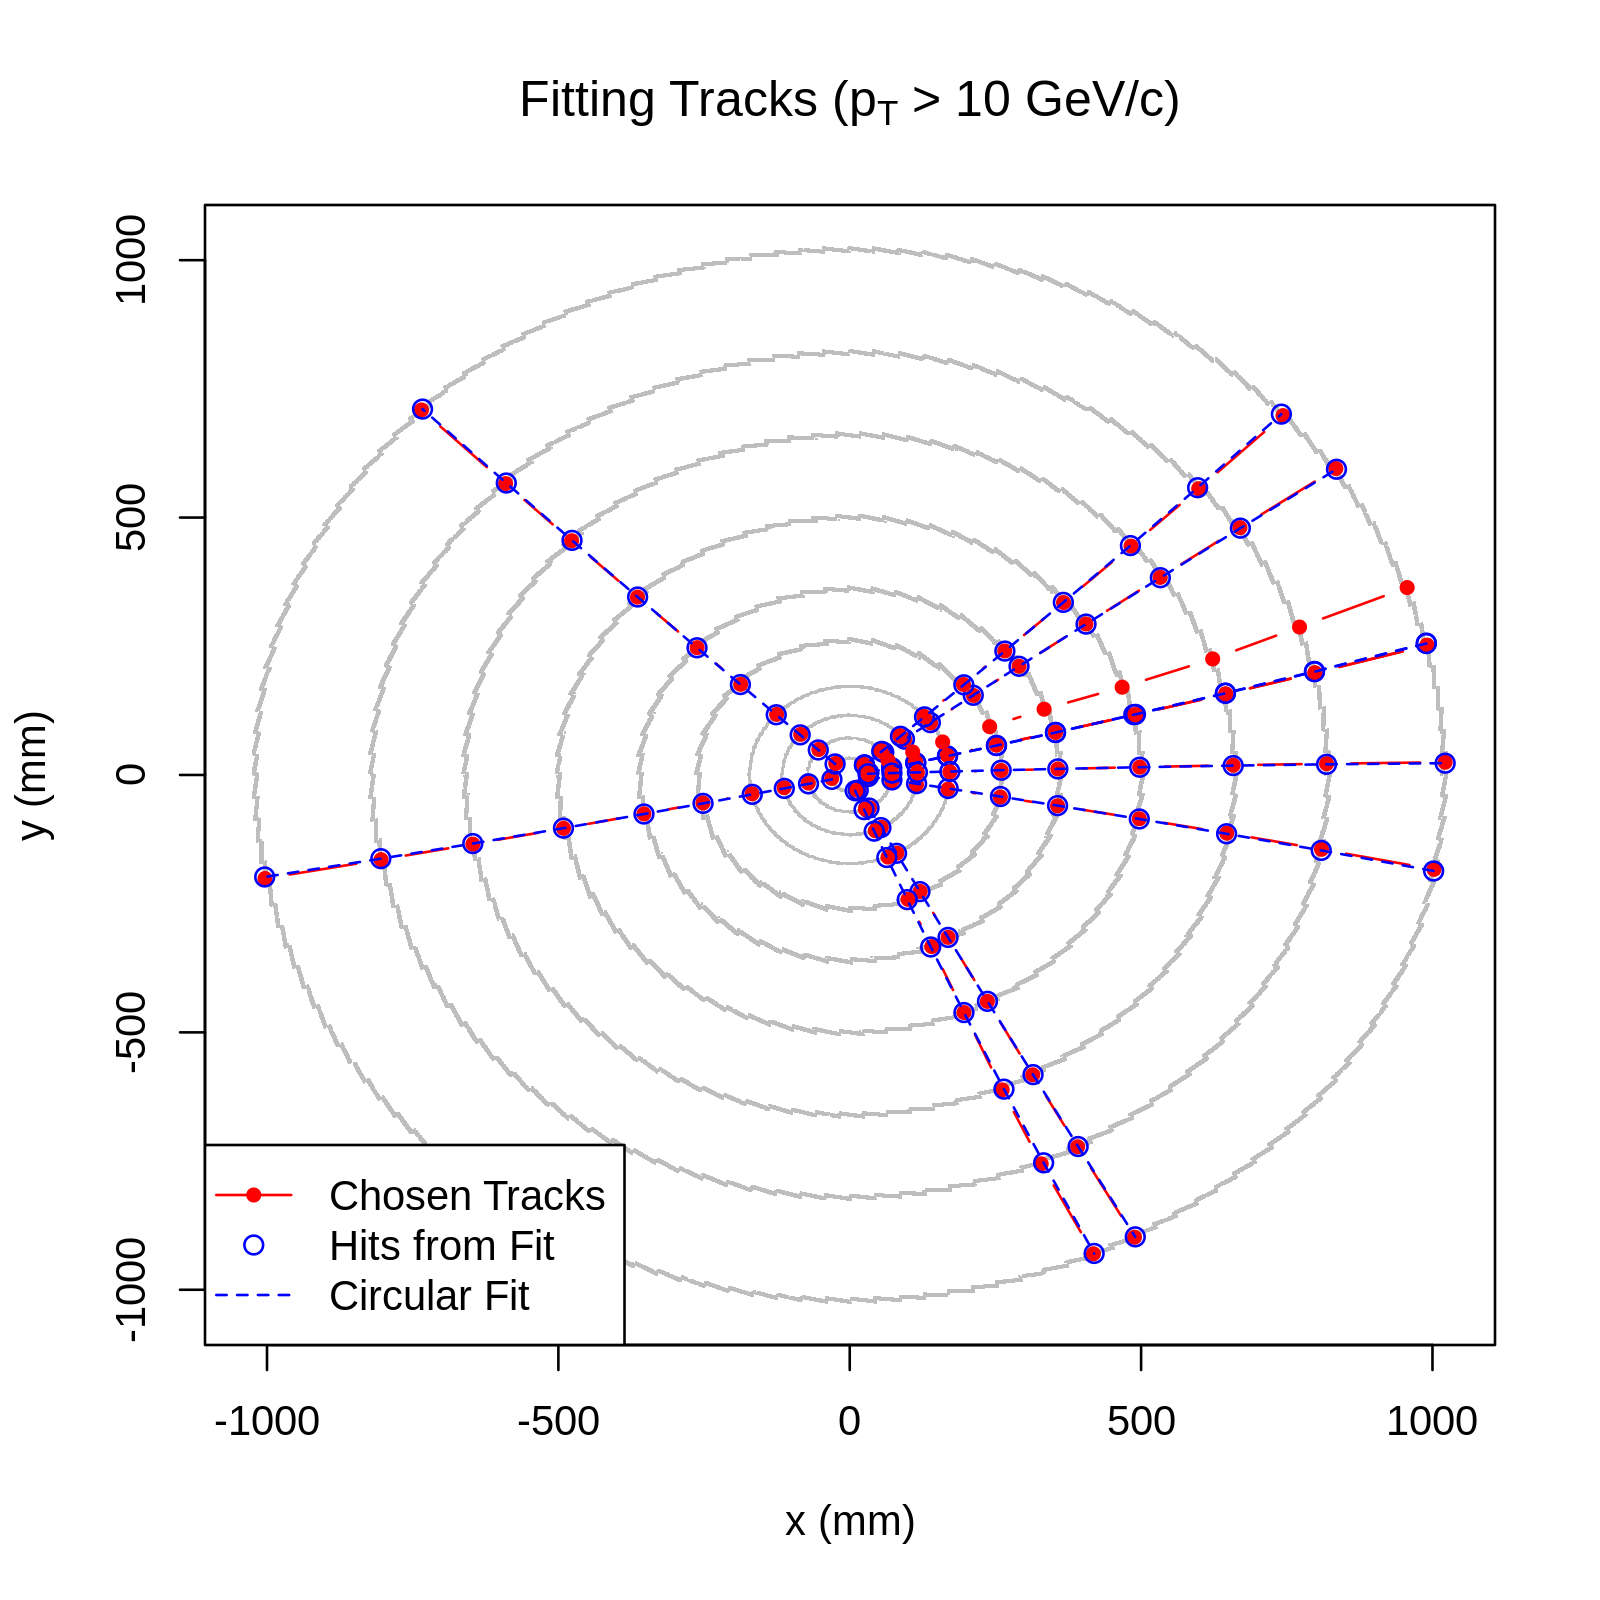 Fitting Tracks (pT > 10 GeV/c)
1000
500
0
-500
-1000
y (mm)
Chosen Tracks
Hits from Fit
Circular Fit
-1000 -500 0 500 1000
x (mm)